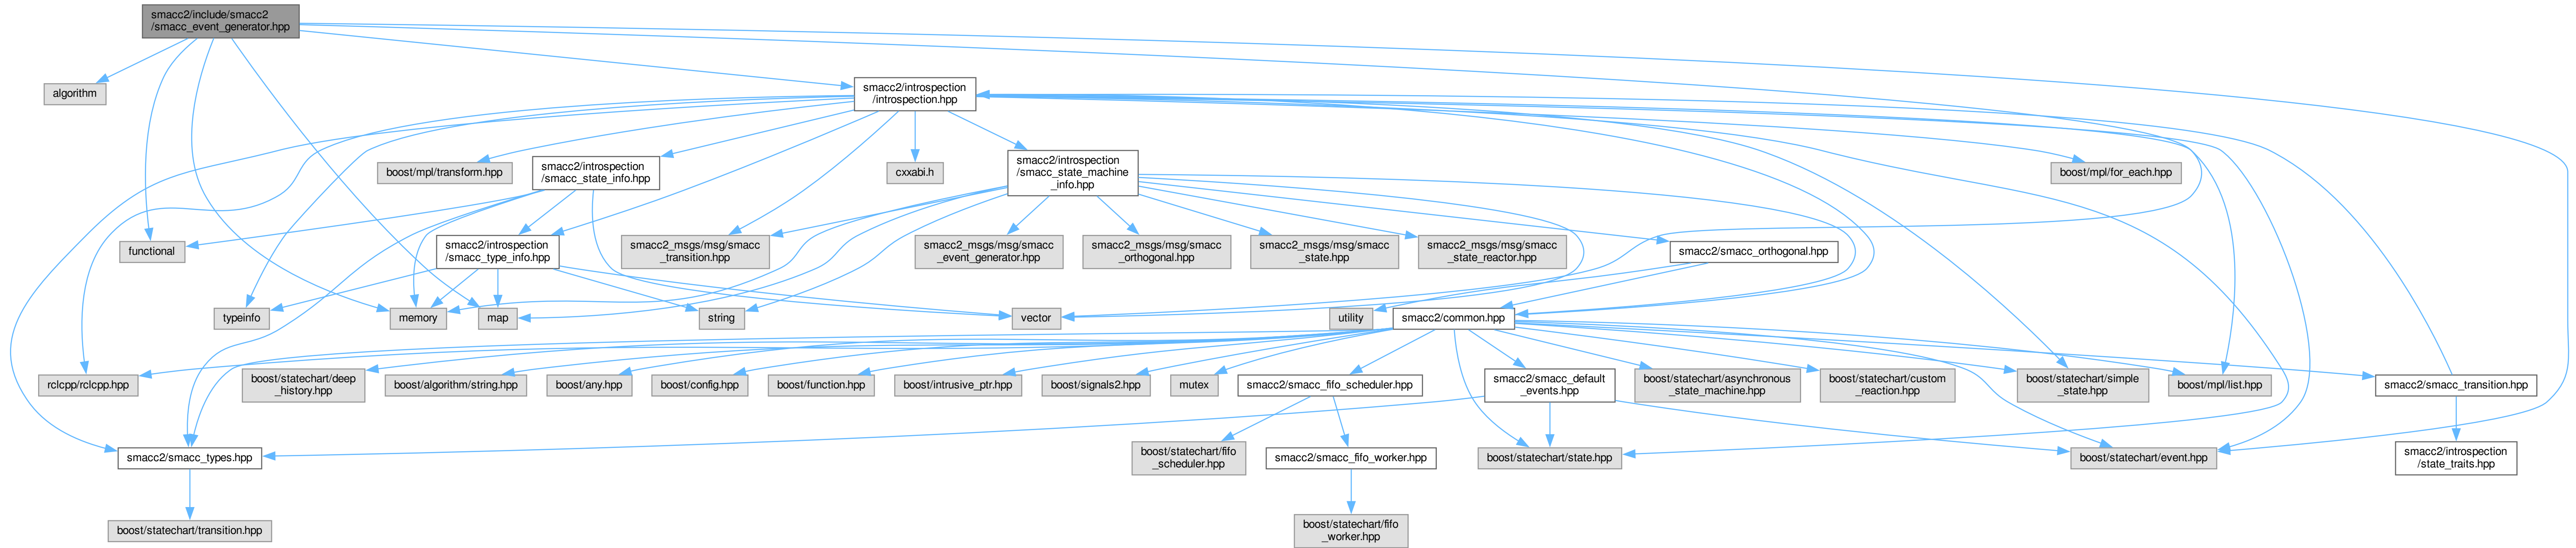 smacc2/include/smacc2
/smacc_event_generator.hpp
algorithm
smacc2/introspection
/introspection.hpp
boost/mpl/transform.hpp
smacc2/introspection
/smacc_state_info.hpp
cxxabi.h
smacc2/introspection
/smacc_state_machine
_info.hpp
boost/mpl/for_each.hpp
functional
smacc2/introspection
/smacc_type_info.hpp
smacc2_msgs/msg/smacc
_transition.hpp
smacc2_msgs/msg/smacc
_event_generator.hpp
smacc2_msgs/msg/smacc
_orthogonal.hpp
smacc2_msgs/msg/smacc
_state.hpp
smacc2_msgs/msg/smacc
_state_reactor.hpp
smacc2/smacc_orthogonal.hpp
typeinfo
memory
map
string
vector
utility
smacc2/common.hpp
rclcpp/rclcpp.hpp
boost/statechart/deep
_history.hpp
boost/algorithm/string.hpp
boost/any.hpp
boost/config.hpp
boost/function.hpp
boost/intrusive_ptr.hpp
boost/signals2.hpp
mutex
smacc2/smacc_fifo_scheduler.hpp
smacc2/smacc_default
_events.hpp
boost/statechart/asynchronous
_state_machine.hpp
boost/statechart/custom
_reaction.hpp
boost/statechart/simple
_state.hpp
boost/mpl/list.hpp
smacc2/smacc_transition.hpp
smacc2/smacc_types.hpp
boost/statechart/fifo
_scheduler.hpp
smacc2/smacc_fifo_worker.hpp
boost/statechart/state.hpp
boost/statechart/event.hpp
smacc2/introspection
/state_traits.hpp
boost/statechart/transition.hpp
boost/statechart/fifo
_worker.hpp